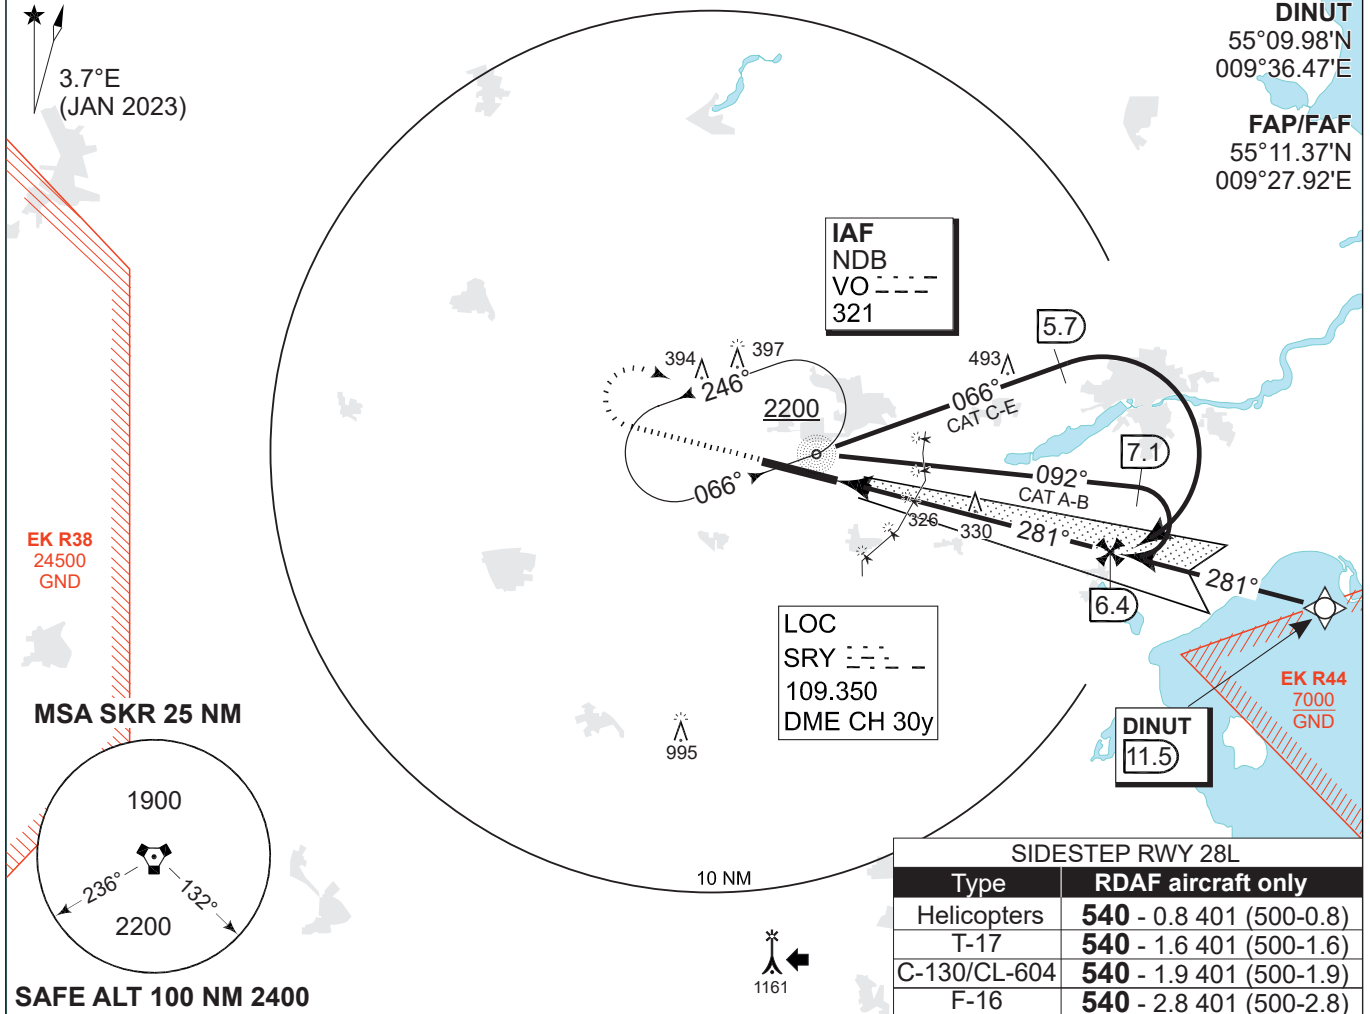 DINUT
55°09.98'N
009°36.47'E
3.7°E
(JAN 2023)
FAP/FAF
55°11.37'N
009°27.92'E
IAF
NDB
VO
321
5.7
394
397
493
246°
066°
CAT C-E
2200
7.1
092°
CAT A-B
066°
326
330
281°
281°
6.4
EK R38
24500
GND
LOC
SRY
109.350
DME CH 30y
EK R44
7000
GND
DINUT
11.5
995
MSA SKR 25 NM
1900
236°
132°
2200
SAFE ALT 100 NM 2400
10 NM
1161
SIDESTEP RWY 28L
Type RDAF aircraft only
Helicopters 540 - 0.8 401 (500-0.8)
T-17 540 - 1.6 401 (500-1.6)
C-130/CL-604 540 - 1.9 401 (500-1.9)
F-16 540 - 2.8 401 (500-2.8)